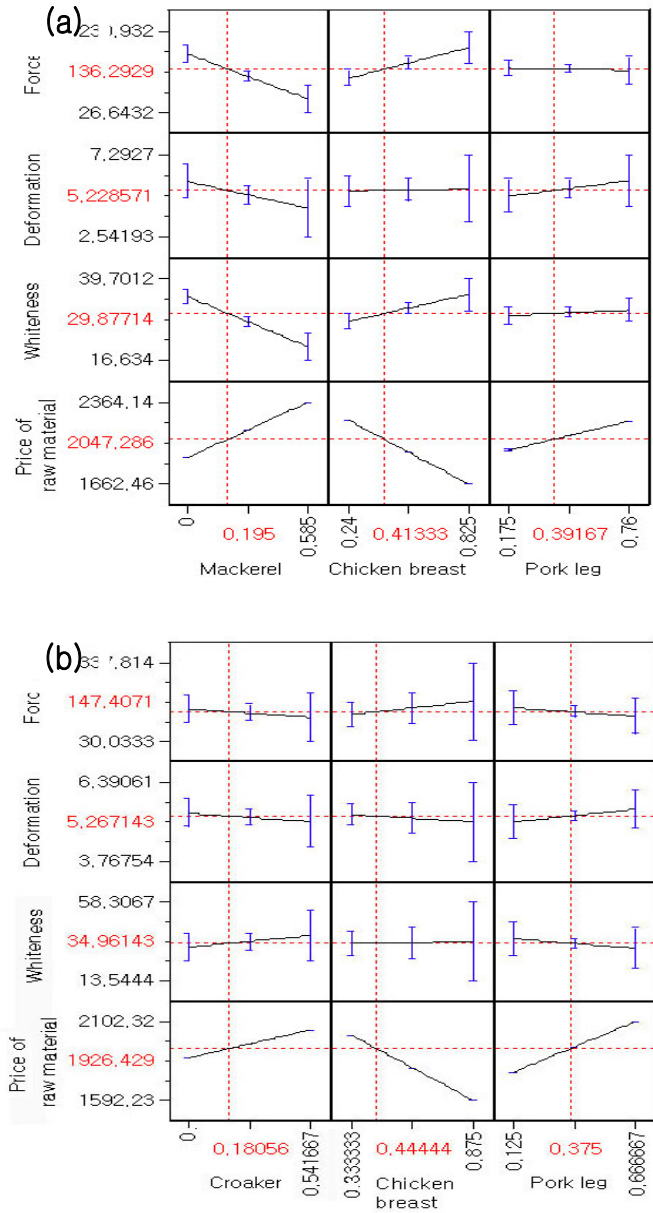 (a)
Force
136,2929
26,6432
Deformation
7,2927
5,228571
2,54193
Whiteness
39,7012
29,87714
16,634
Price of
raw material
2364,14
2047,286
1662,46
0 0,195 0,585
0,24 0,41333 0,825
0,175 0,39167 0,76
Mackerel Chicken breast Pork leg
(b)
147,4071
30,0333
Deformation
6,39061
5,267143
3,76754
Whiteness
58,3067
34,96143
13,5444
Price of
raw material
2102,32
1926,429
1592,23
0 0,18056 0,541667
0,333333 0,44444 0,875
0,125 0,375 0,666667
Croaker Chicken Pork leg
breast